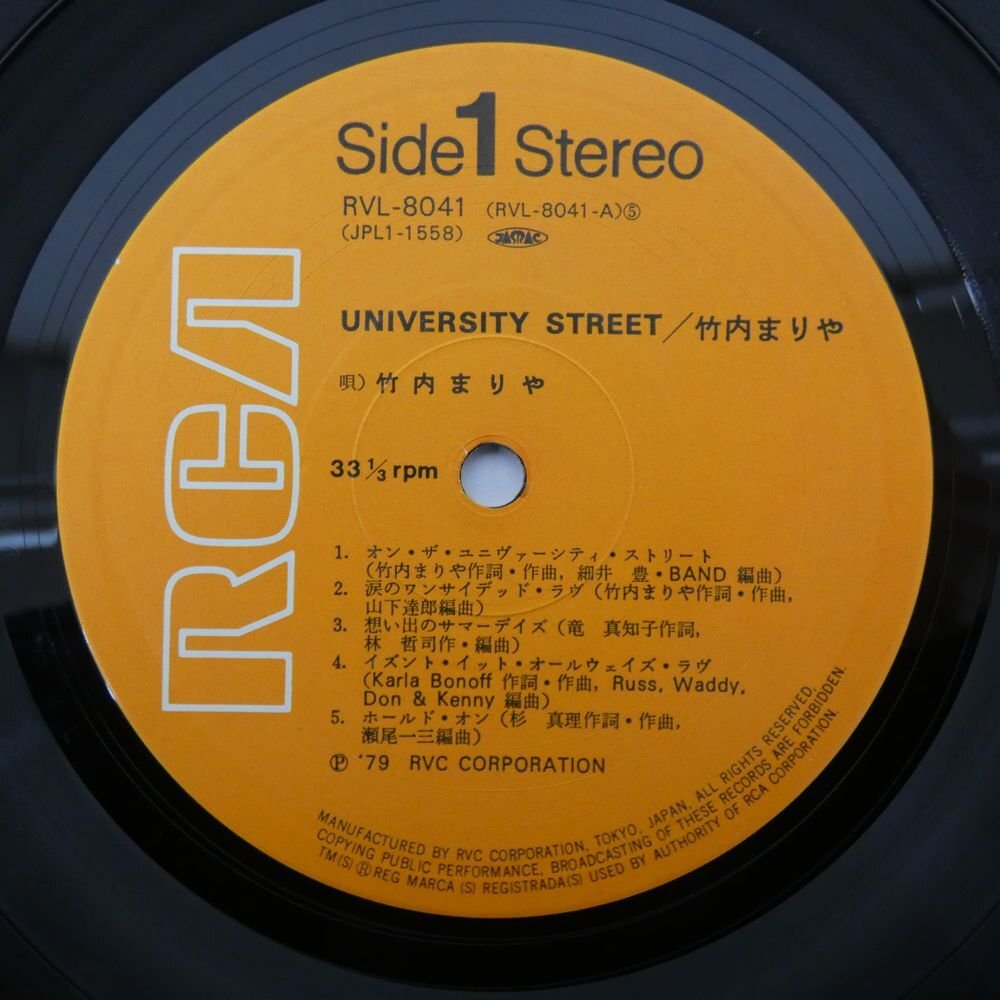 Side 1 Stereo
RVL-8041 (RVL-8041-A)⑤
(JPL1-1558) JASRAC
RCA
UNIVERSITY STREET／竹内まりや
唄）竹内まりや
33 1/3 rpm
1. オン・ザ・ユニヴァーシティ・ストリート
(竹内まりや作詞・作曲, 細井 豊・BAND 編曲)
2. 涙のワンサイデッド・ラヴ (竹内まりや作詞・作曲,
山下達郎編曲)
3. 想い出のサマーデイズ (竜 真知子作詞,
林 哲司作・編曲)
4. イズント・イット・オールウェイズ・ラヴ
(Karla Bonoff 作詞・作曲, Russ, Waddy,
Don & Kenny 編曲)
5. ホールド・オン (杉 真理作詞・作曲,
瀬尾一三編曲)
Ⓟ '79 RVC CORPORATION
MANUFACTURED BY RVC CORPORATION, TOKYO, JAPAN, ALL RIGHTS RESERVED.
COPYING PUBLIC PERFORMANCE, BROADCASTING OF THESE RECORDS ARE FORBIDDEN.
TM(S) ® REG MARCA (S) REGISTRADA(S) USED BY AUTHORITY OF RCA CORPORATION.